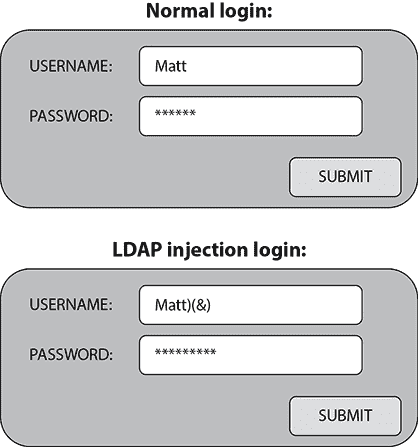 Normal login:
USERNAME: Matt
PASSWORD: ******
SUBMIT
LDAP injection login:
USERNAME: Matt)(&)
PASSWORD: *********
SUBMIT